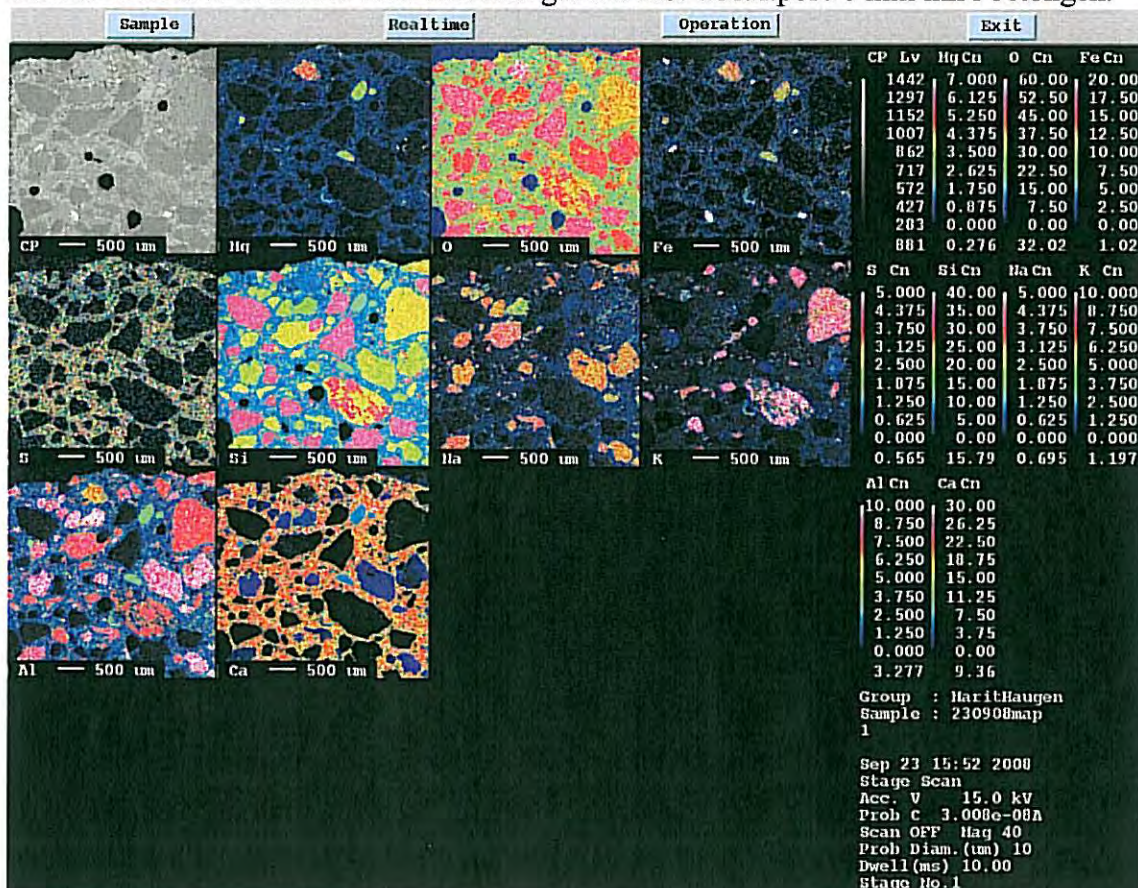 Sample Realtime Operation Exit
CP — 500 um Mg — 500 um O — 500 um Fe — 500 um
S — 500 um Si — 500 um Na — 500 um K — 500 um
Al — 500 um Ca — 500 um
CP Lv Mg Cn O Cn Fe Cn
1442 7.000 60.00 20.00
1297 6.125 52.50 17.50
1152 5.250 45.00 15.00
1007 4.375 37.50 12.50
862 3.500 30.00 10.00
717 2.625 22.50 7.50
572 1.750 15.00 5.00
427 0.875 7.50 2.50
283 0.000 0.00 0.00
881 0.276 32.02 1.02
S Cn Si Cn Na Cn K Cn
5.000 40.00 5.000 10.000
4.375 35.00 4.375 8.750
3.750 30.00 3.750 7.500
3.125 25.00 3.125 6.250
2.500 20.00 2.500 5.000
1.875 15.00 1.875 3.750
1.250 10.00 1.250 2.500
0.625 5.00 0.625 1.250
0.000 0.00 0.000 0.000
0.565 15.79 0.695 1.197
Al Cn Ca Cn
10.000 30.00
8.750 26.25
7.500 22.50
6.250 18.75
5.000 15.00
3.750 11.25
2.500 7.50
1.250 3.75
0.000 0.00
3.277 9.36
Group : MaritHaugen
Sample : 230908map
1
Sep 23 15:52 2008
Stage Scan
Acc. V 15.0 kV
Prob C 3.008e-08A
Scan OFF Mag 40
Prob Diam.(um) 10
Dwell(ms) 10.00
Stage No.1